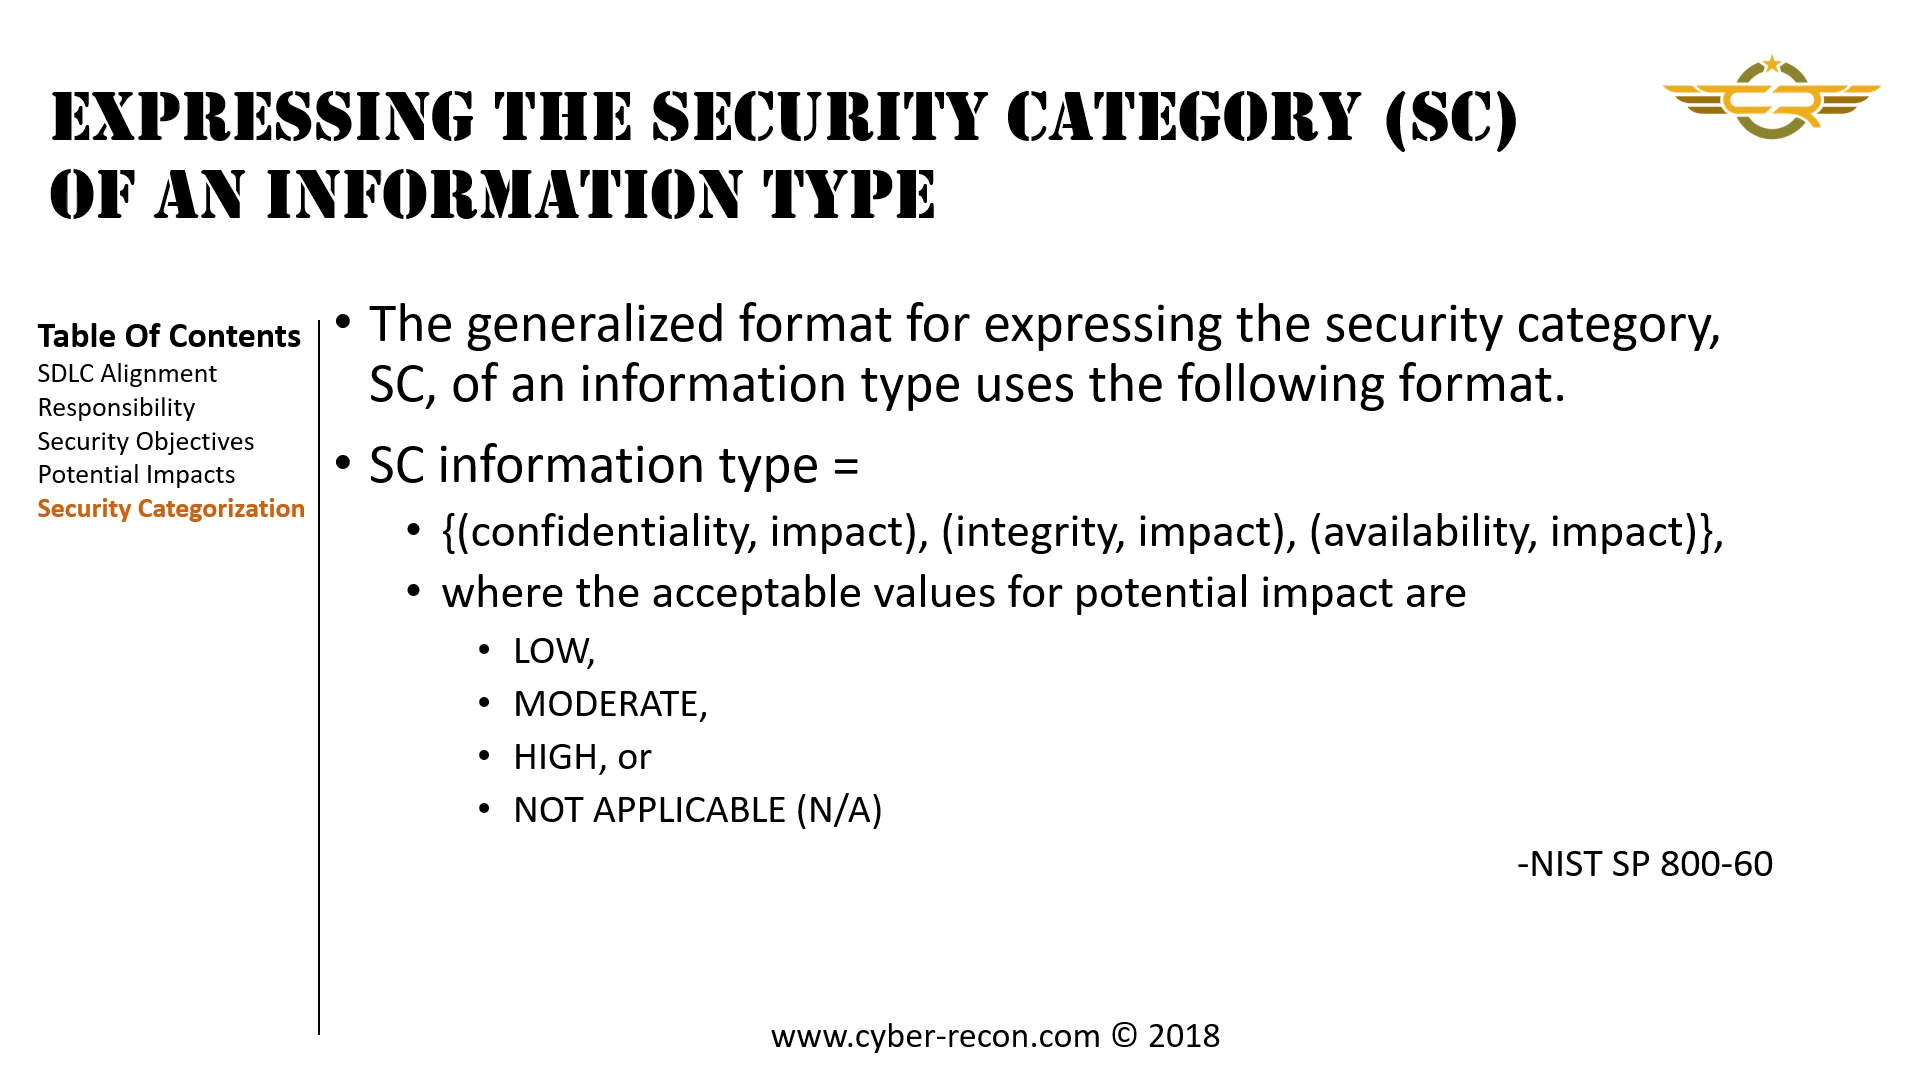 EXPRESSING THE SECURITY CATEGORY (SC)
OF AN INFORMATION TYPE
CR
Table Of Contents
SDLC Alignment
Responsibility
Security Objectives
Potential Impacts
Security Categorization
• The generalized format for expressing the security category,
SC, of an information type uses the following format.
• SC information type =
• {(confidentiality, impact), (integrity, impact), (availability, impact)},
• where the acceptable values for potential impact are
• LOW,
• MODERATE,
• HIGH, or
• NOT APPLICABLE (N/A)
-NIST SP 800-60
www.cyber-recon.com © 2018